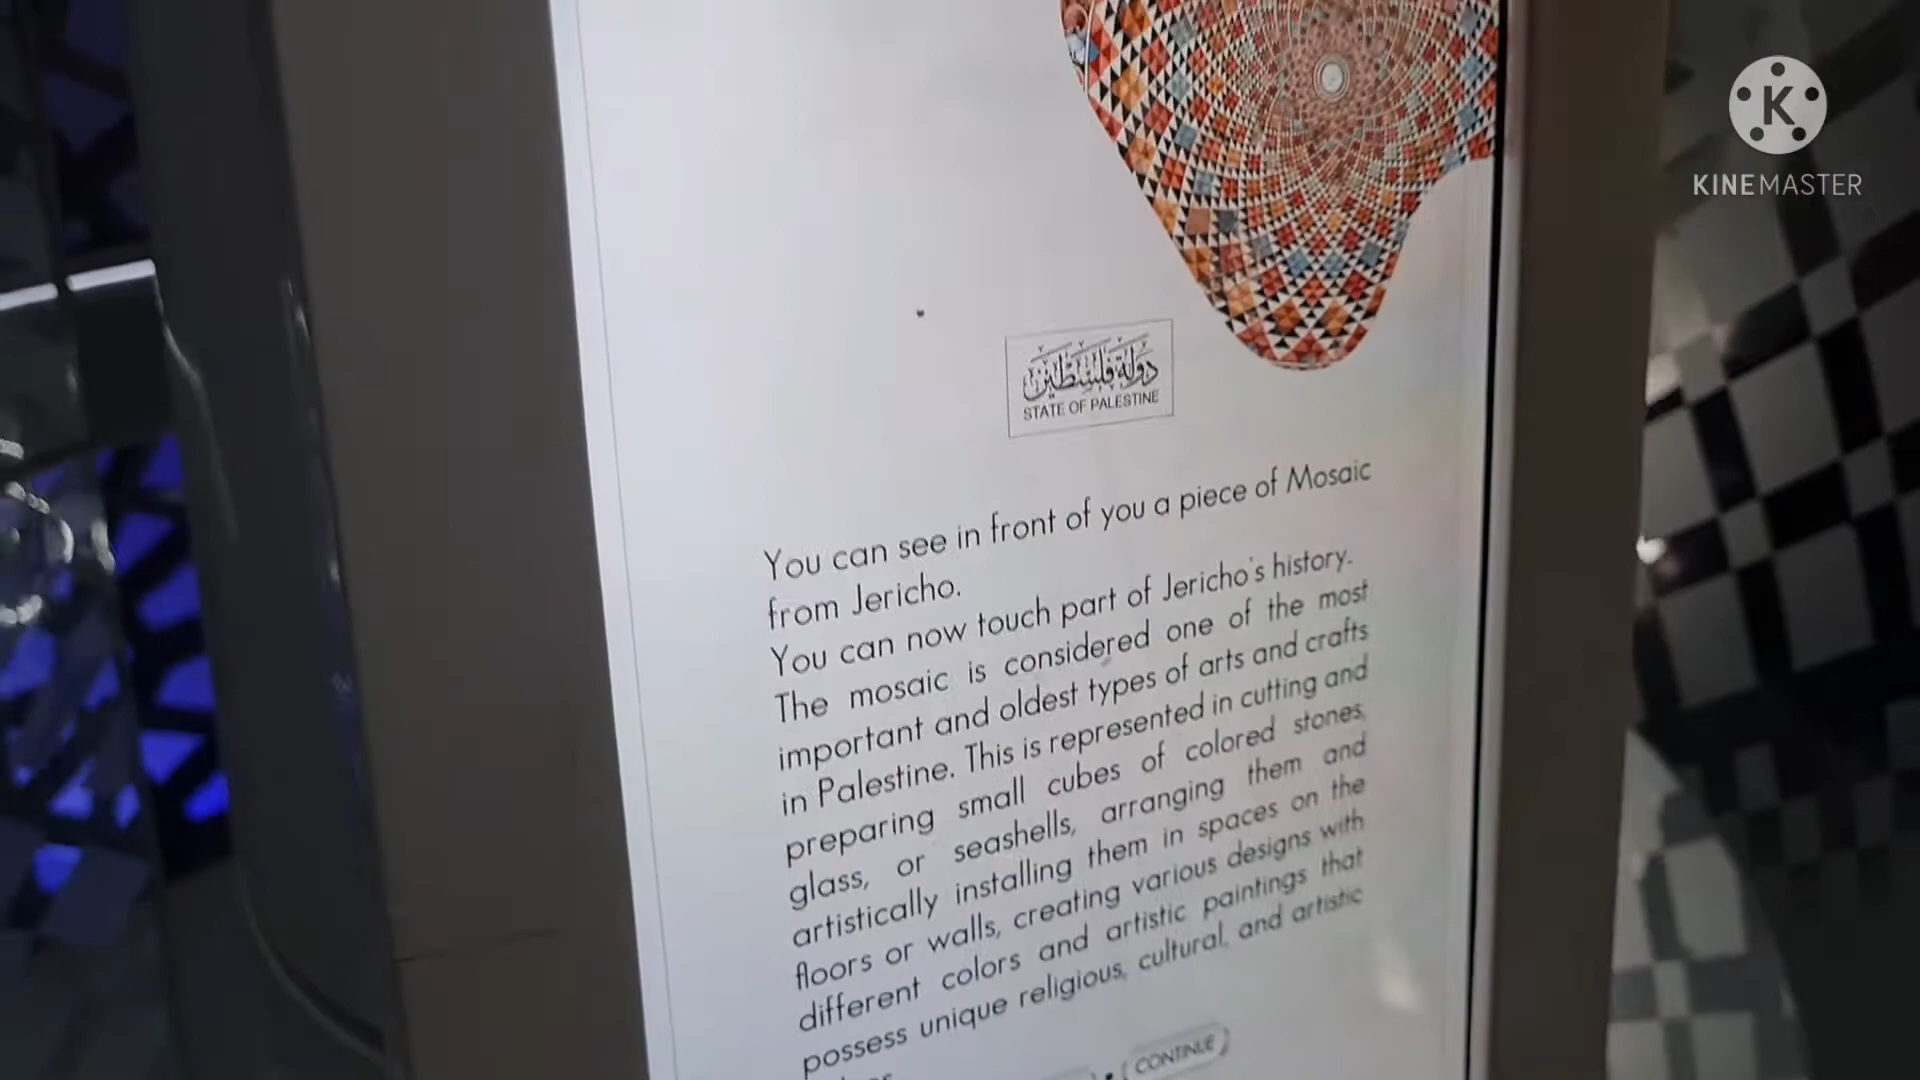 KINEMASTER
دولة فلسطين
STATE OF PALESTINE
You can see in front of you a piece of Mosaic
from Jericho.
You can now touch part of Jericho's history.
The mosaic is considered one of the most
important and oldest types of arts and crafts
in Palestine. This is represented in cutting and
preparing small cubes of colored stones,
glass, or seashells, arranging them and
artistically installing them in spaces on the
floors or walls, creating various designs with
different colors and artistic paintings that
possess unique religious, cultural, and artistic
CONTINUE